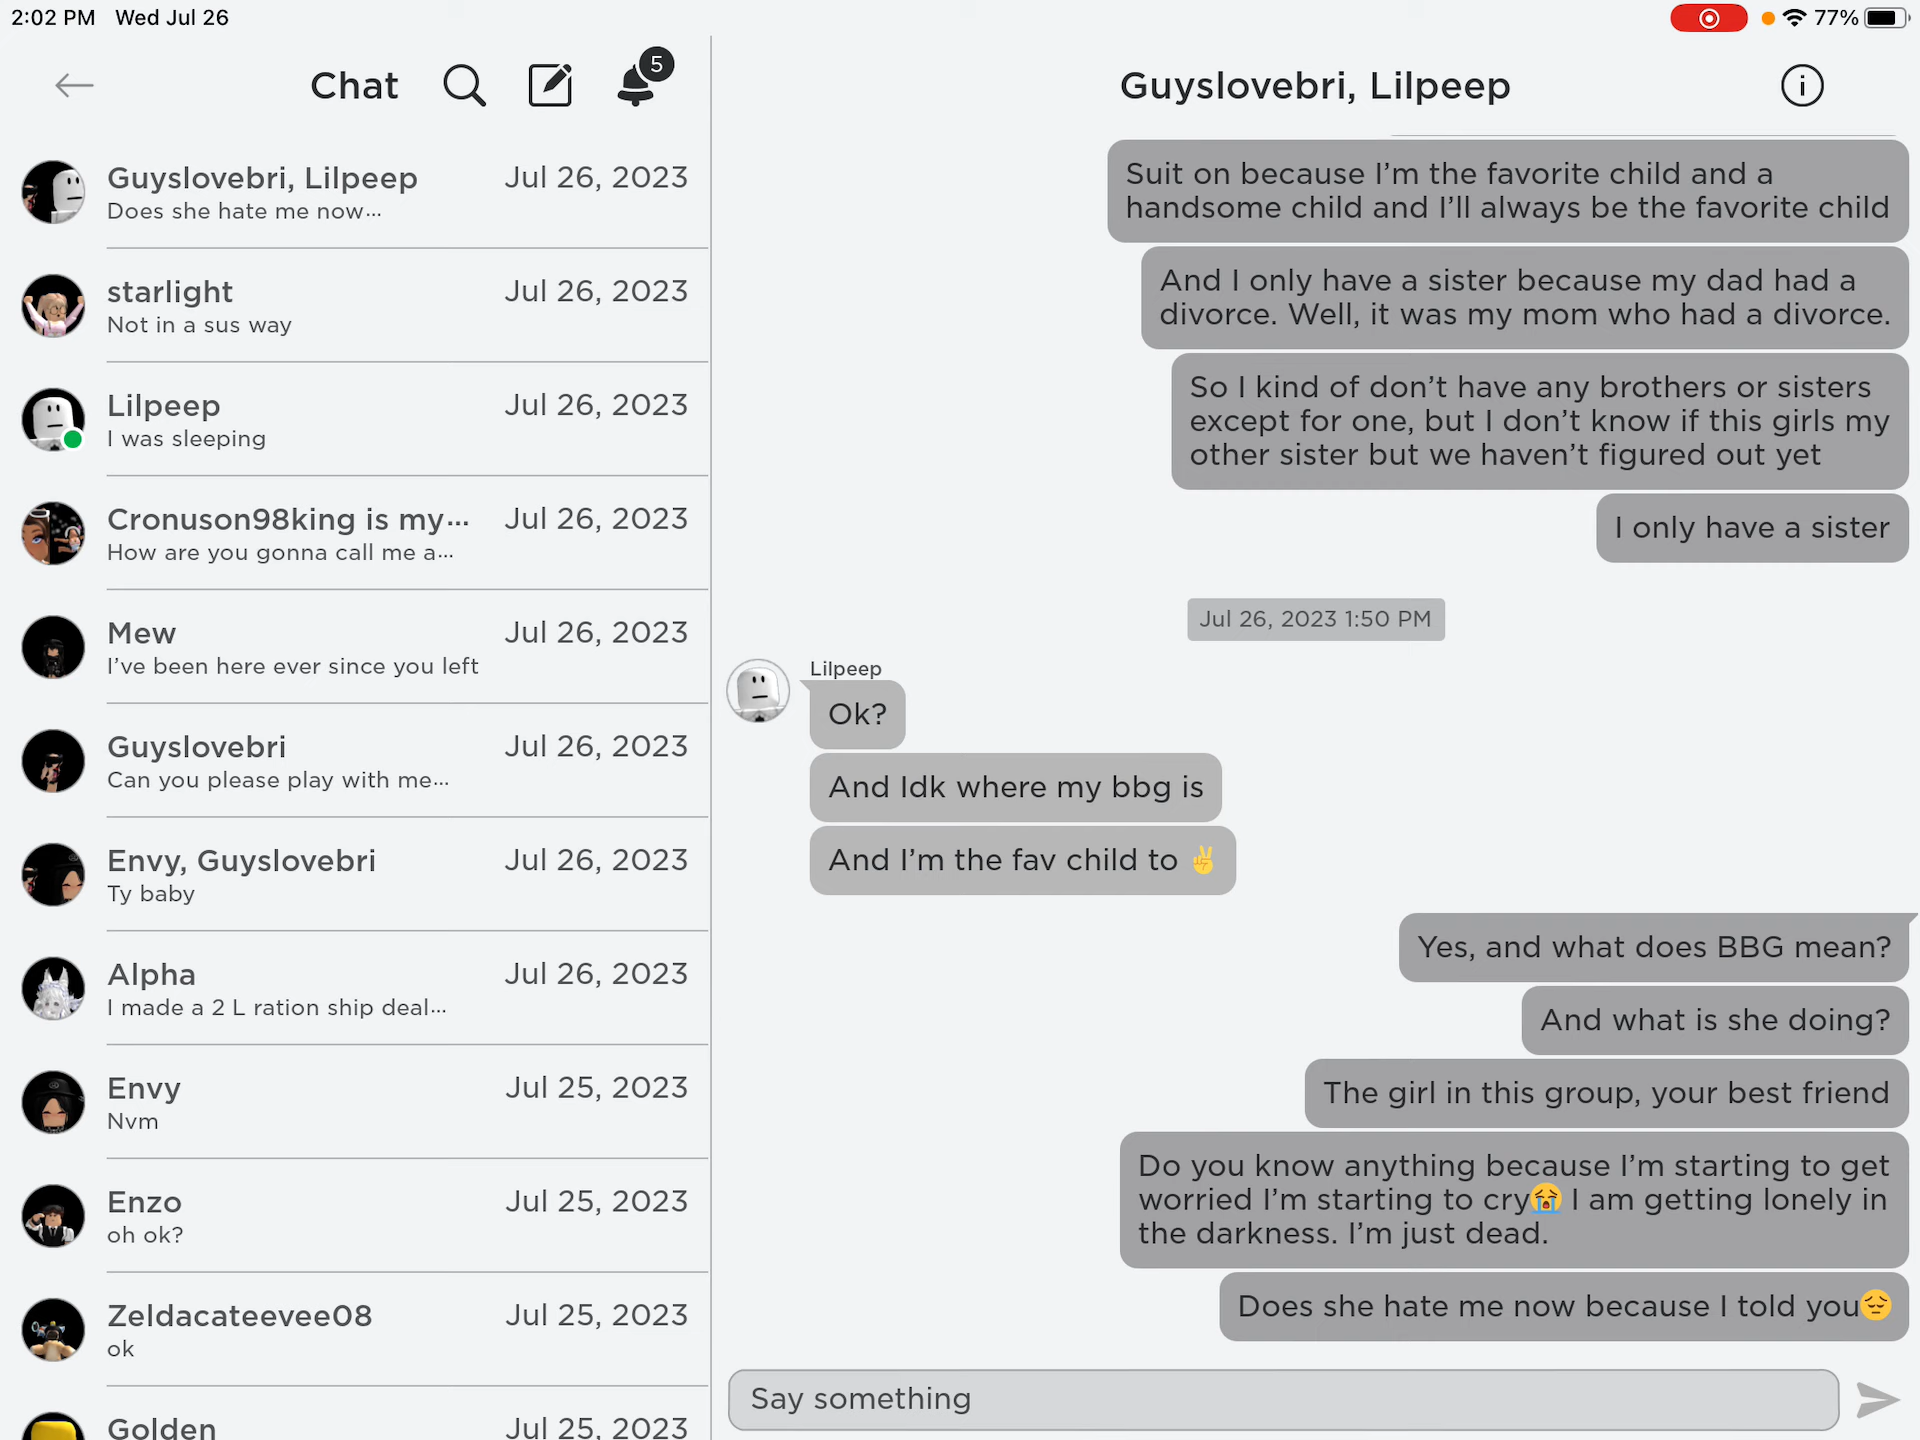 2:02 PM Wed Jul 26
77%
Chat
5
Guyslovebri, Lilpeep
Jul 26, 2023
Does she hate me now...
starlight
Jul 26, 2023
Not in a sus way
Lilpeep
Jul 26, 2023
I was sleeping
Cronuson98king is my...
Jul 26, 2023
How are you gonna call me a...
Mew
Jul 26, 2023
I've been here ever since you left
Guyslovebri
Jul 26, 2023
Can you please play with me...
Envy, Guyslovebri
Jul 26, 2023
Ty baby
Alpha
Jul 26, 2023
I made a 2 L ration ship deal...
Envy
Jul 25, 2023
Nvm
Enzo
Jul 25, 2023
oh ok?
Zeldacateevee08
Jul 25, 2023
ok
Golden
Jul 25, 2023
Guyslovebri, Lilpeep
Suit on because I'm the favorite child and a
handsome child and I'll always be the favorite child
And I only have a sister because my dad had a
divorce. Well, it was my mom who had a divorce.
So I kind of don't have any brothers or sisters
except for one, but I don't know if this girls my
other sister but we haven't figured out yet
I only have a sister
Jul 26, 2023 1:50 PM
Lilpeep
Ok?
And Idk where my bbg is
And I'm the fav child to ✌️
Yes, and what does BBG mean?
And what is she doing?
The girl in this group, your best friend
Do you know anything because I'm starting to get
worried I'm starting to cry😭 I am getting lonely in
the darkness. I'm just dead.
Does she hate me now because I told you😔
Say something